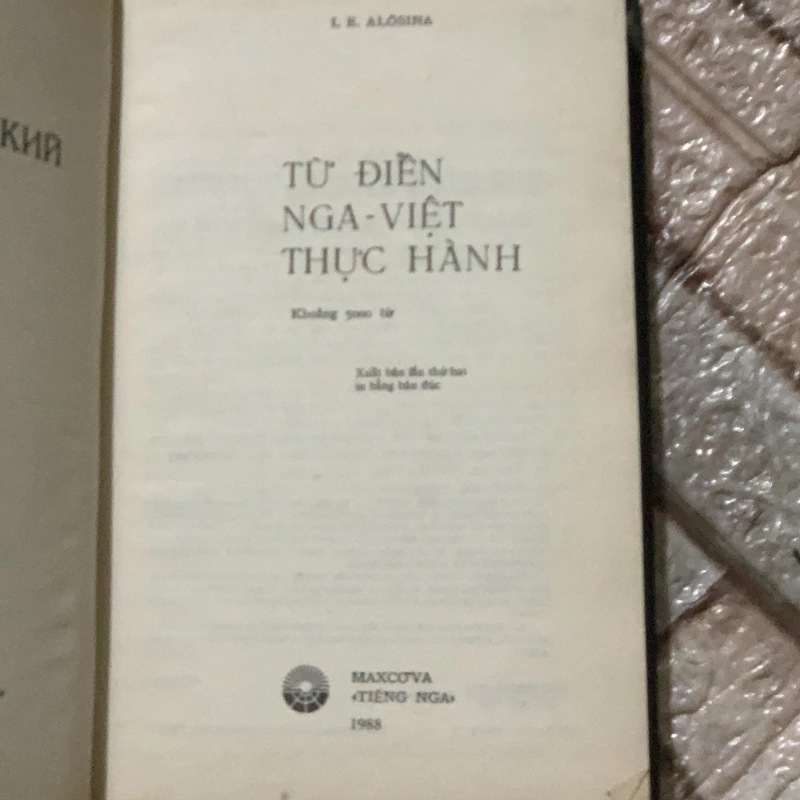 КИЙ
I. E. ALÔSINA
TỪ ĐIỂN
NGA-VIỆT
THỰC HÀNH
Khoảng 5000 từ
Xuất bản lần thứ hai
in bằng bản đúc
MAXCƠVA
«TIẾNG NGA»
1988